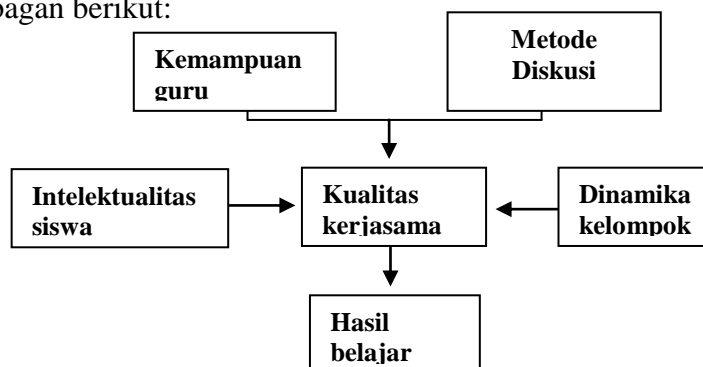 bagan berikut:
Kemampuan
guru
Metode
Diskusi
Intelektualitas
siswa
Kualitas
kerjasama
Dinamika
kelompok
Hasil
belajar